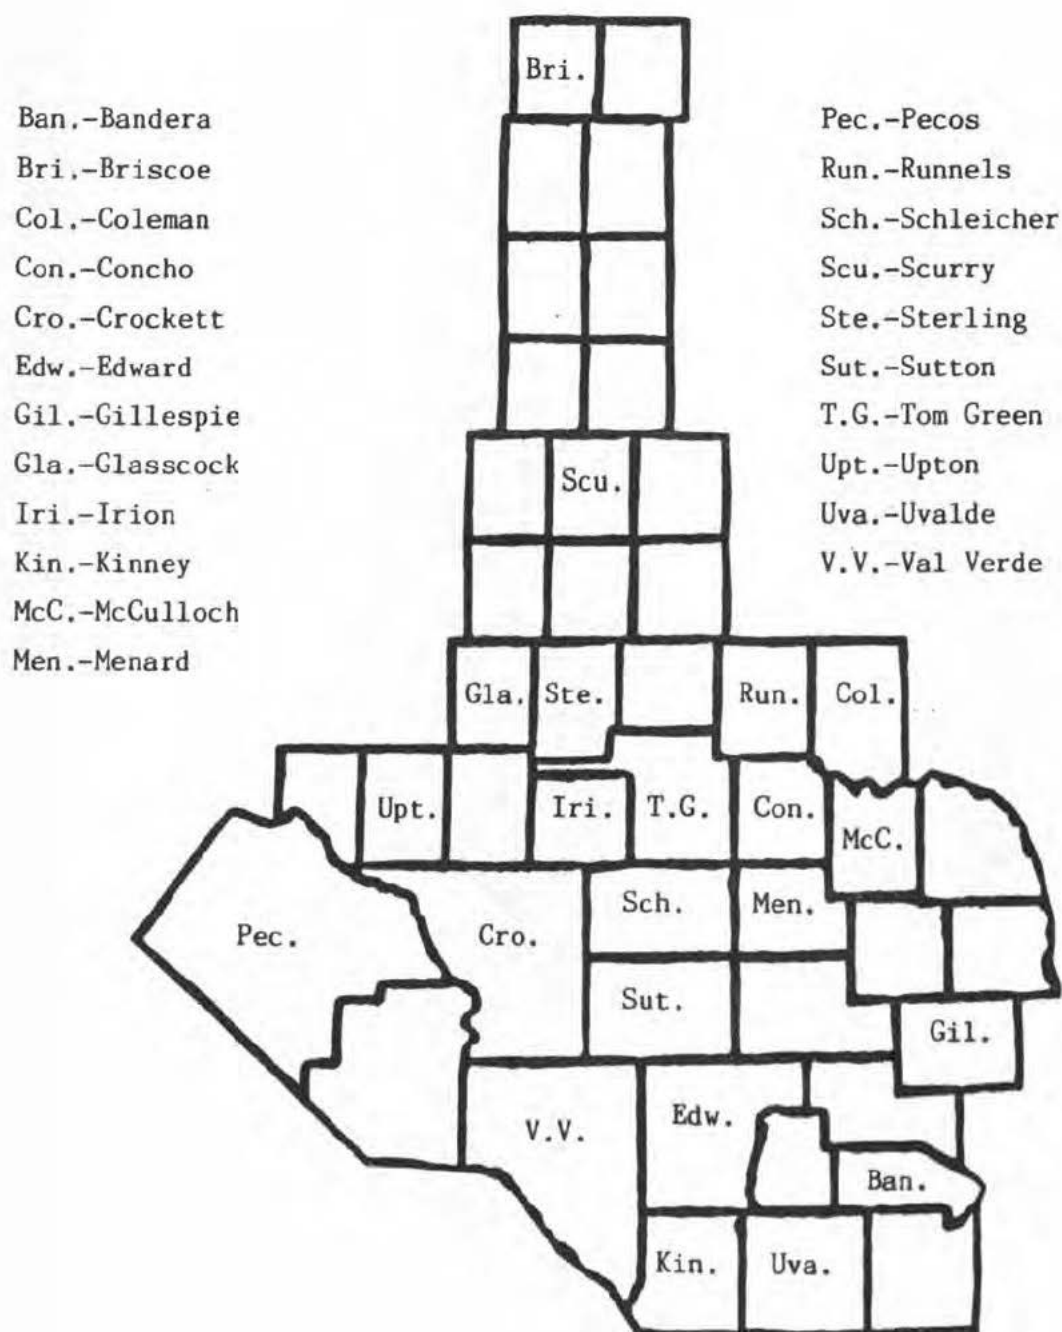 Ban.-Bandera
Bri.-Briscoe
Col.-Coleman
Con.-Concho
Cro.-Crockett
Edw.-Edward
Gil.-Gillespie
Gla.-Glasscock
Iri.-Irion
Kin.-Kinney
McC.-McCulloch
Men.-Menard
Pec.-Pecos
Run.-Runnels
Sch.-Schleicher
Scu.-Scurry
Ste.-Sterling
Sut.-Sutton
T.G.-Tom Green
Upt.-Upton
Uva.-Uvalde
V.V.-Val Verde
Bri.
Scu.
Gla. Ste. Run. Col.
Upt. Iri. T.G. Con. McC.
Sch. Men.
Pec. Cro.
Sut. Gil.
V.V. Edw.
Ban.
Kin. Uva.